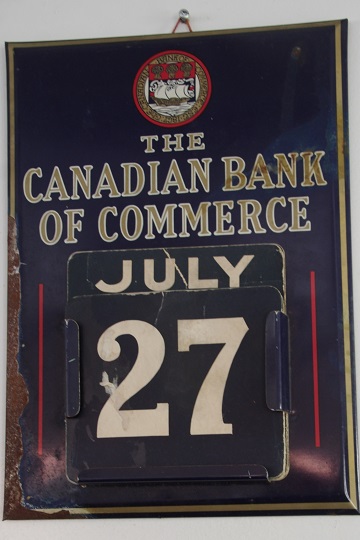 THE
CANADIAN BANK
OF COMMERCE
JULY
27